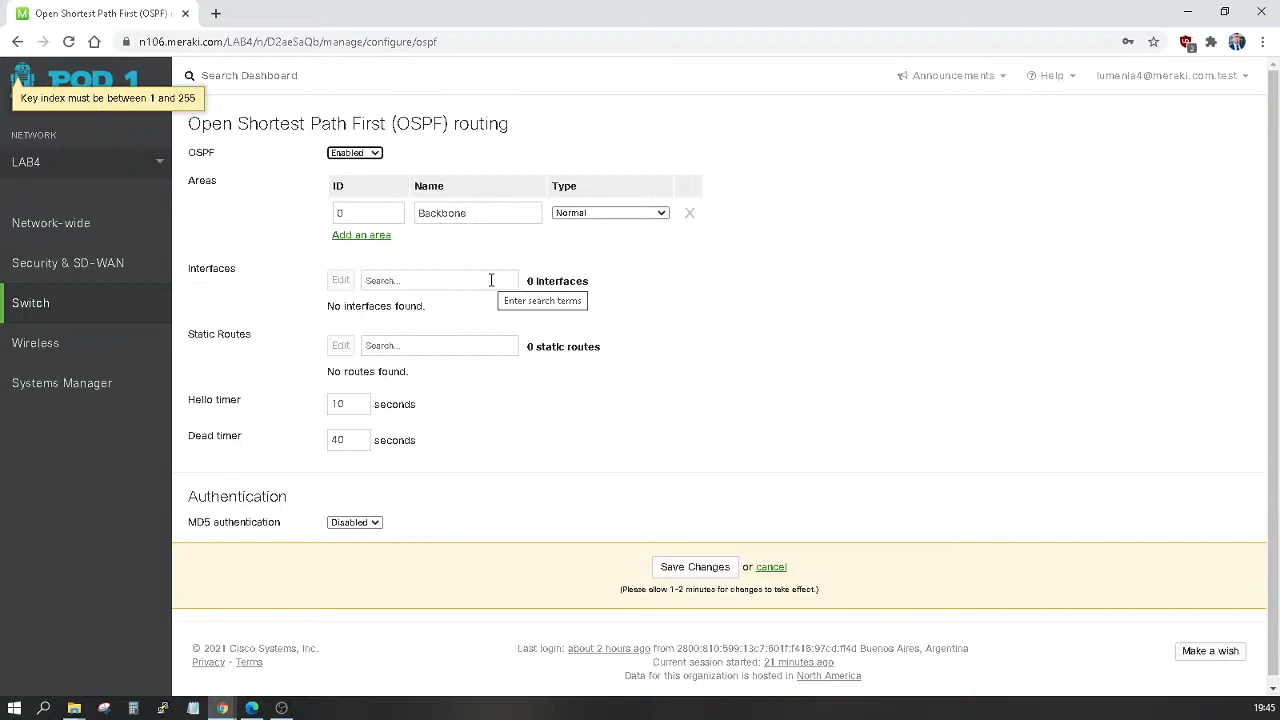 Open Shortest Path First (OSPF) r
n106.meraki.com/LAB4/n/D2aeSaQb/manage/configure/ospf
2
POD 1
Search Dashboard
Announcements
Help
lumenla4@meraki.com.test
Key index must be between 1 and 255
NETWORK
LAB4
Network-wide
Security & SD-WAN
Switch
Wireless
Systems Manager
Open Shortest Path First (OSPF) routing
OSPF
Enabled
Areas
ID Name Type
0 Backbone Normal X
Add an area
Interfaces
Edit Search... 0 Interfaces
Enter search terms
No interfaces found.
Static Routes
Edit Search... 0 static routes
No routes found.
Hello timer 10 seconds
Dead timer 40 seconds
Authentication
MD5 authentication Disabled
Save Changes or cancel
(Please allow 1-2 minutes for changes to take effect.)
© 2021 Cisco Systems, Inc.
Privacy - Terms
Last login: about 2 hours ago from 2800:810:599:13c7:601f:f416:97cd:ff4d Buenos Aires, Argentina
Current session started: 21 minutes ago
Data for this organization is hosted in North America
Make a wish
19:45